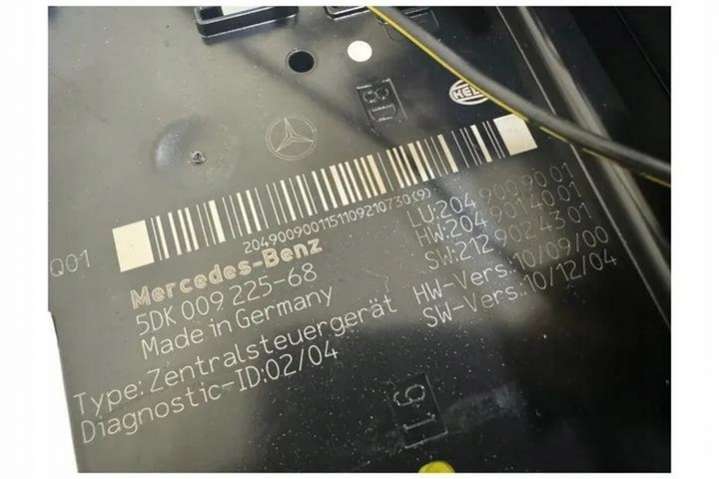 HELLA
Q01
2049009001151109210730(9)
Mercedes-Benz
5DK 009 225-68
Made in Germany
Type: Zentralsteuergerät
Diagnostic-ID:02/04
LU:204 900 90 01
HW:204 901 40 01
SW:212 902 43 01
HW-Vers.:10/09/00
SW-Vers.:10/12/04